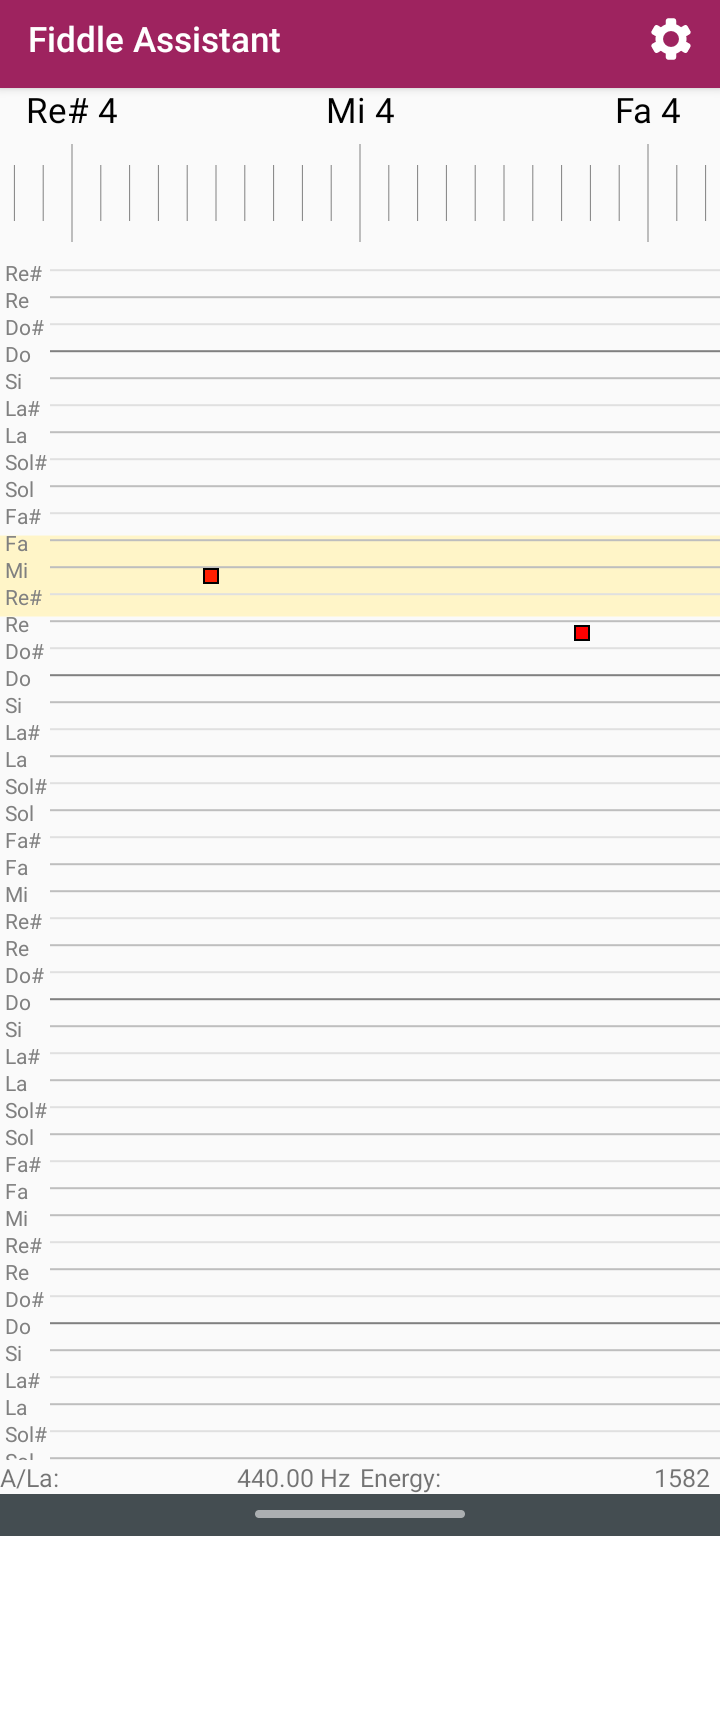 Fiddle Assistant
Re# 4 Mi 4 Fa 4
Re#
Re
Do#
Do
Si
La#
La
Sol#
Sol
Fa#
Fa
Mi
Re#
Re
Do#
Do
Si
La#
La
Sol#
Sol
Fa#
Fa
Mi
Re#
Re
Do#
Do
Si
La#
La
Sol#
Sol
Fa#
Fa
Mi
Re#
Re
Do#
Do
Si
La#
La
Sol#
Sol
A/La: 440.00 Hz Energy: 1582